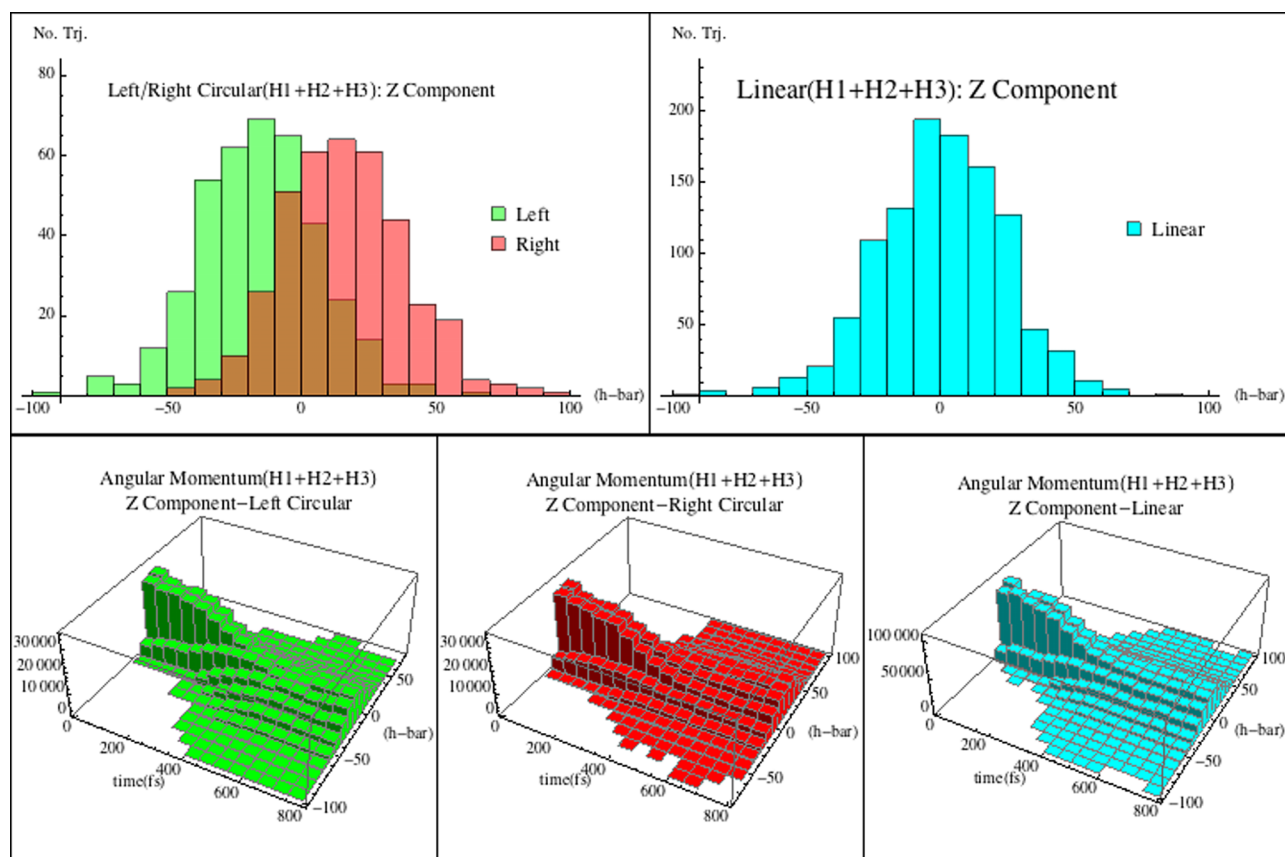 No. Trj.
Left/Right Circular(H1+H2+H3): Z Component
80
60
40
20
Left
Right
−100 −50 0 50 100 (h−bar)
No. Trj.
Linear(H1+H2+H3): Z Component
200
150
100
50
Linear
−100 −50 0 50 100 (h−bar)
Angular Momentum(H1+H2+H3)
Z Component−Left Circular
30000
20000
10000
0
0
200
400
600
800
time(fs)
50
0
−50
−100
(h−bar)
Angular Momentum(H1+H2+H3)
Z Component−Right Circular
30000
20000
10000
0
0
200
400
600
800
time(fs)
100
50
0
−50
(h−bar)
Angular Momentum(H1+H2+H3)
Z Component−Linear
100000
50000
0
0
200
400
600
800
time(fs)
100
50
0
−50
−100
(h−bar)